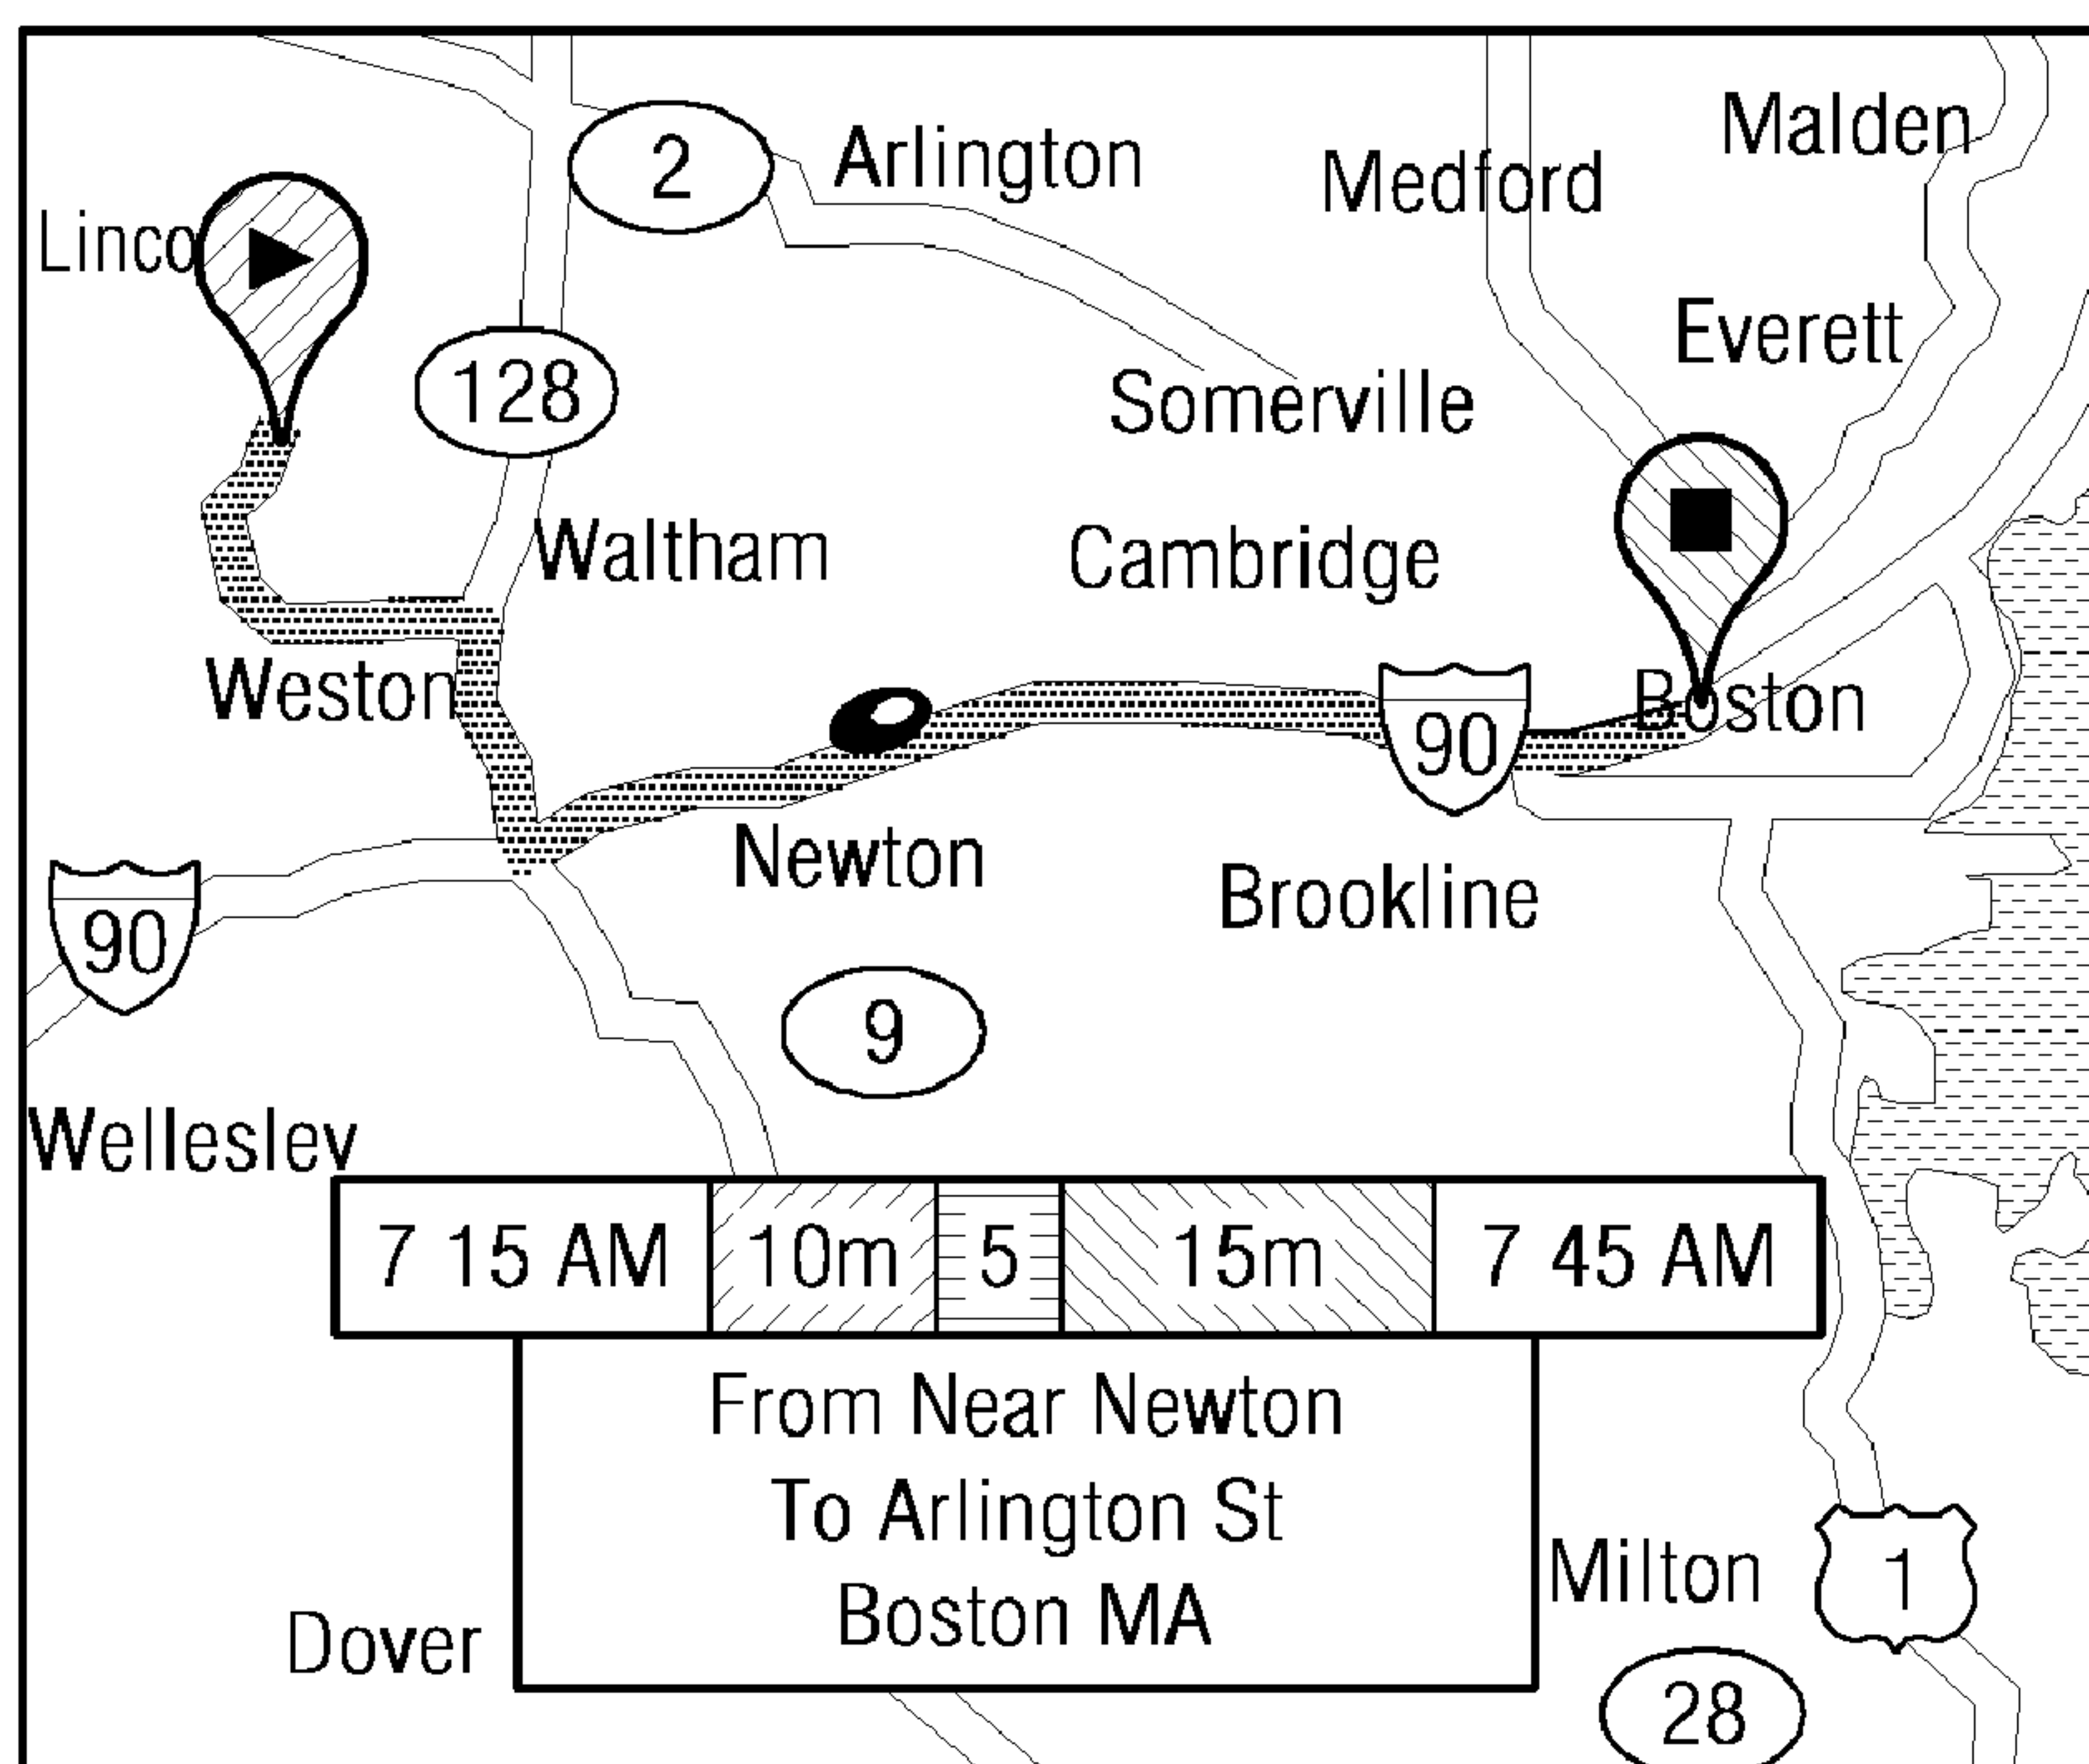 Malden
2
Arlington
Medford
Linco
Everett
128
Somerville
Waltham
Cambridge
Weston
Boston
90
Newton
Brookline
90
9
Wellesley
7 15 AM 10m 5 15m 7 45 AM
From Near Newton
To Arlington St
Boston MA
Milton
1
Dover
28